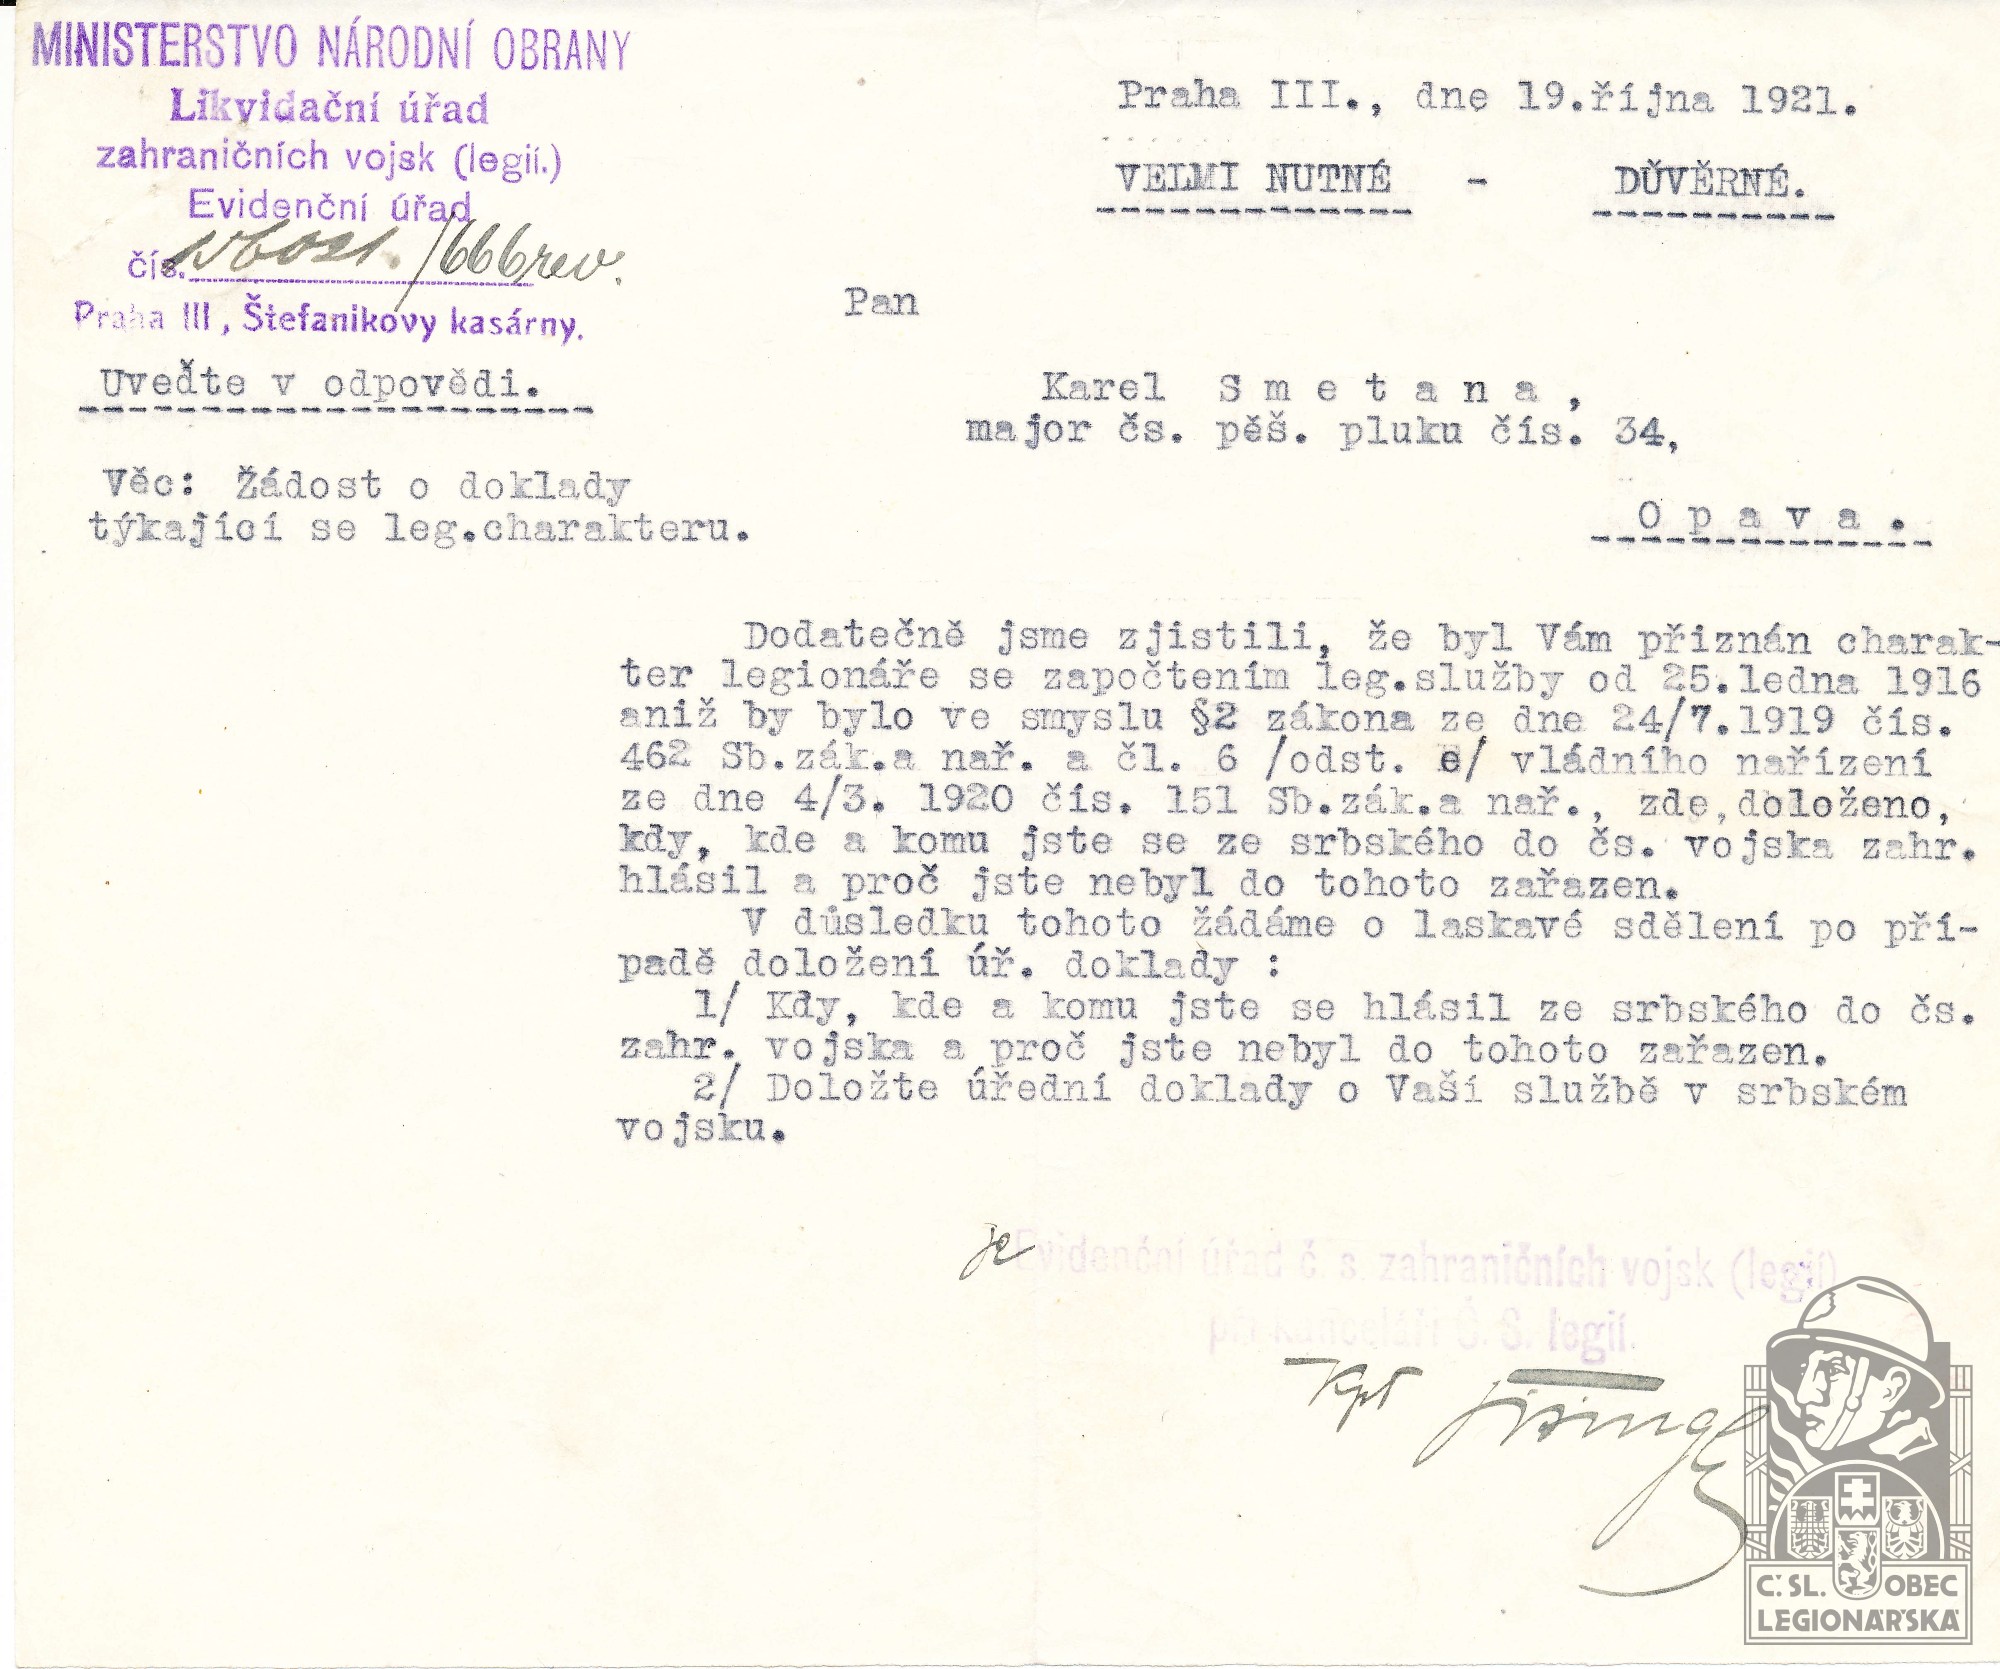 MINISTERSTVO NÁRODNÍ OBRANY
Likvidační úřad
zahraničních vojsk (legií.)
Evidenční úřad
čís. /666rev.
Praha III, Štefanikovy kasárny.
Uveďte v odpovědi.
Věc: Žádost o doklady
týkající se leg.charakteru.
Praha III., dne 19.října 1921.
VELMI NUTNÉ - DŮVĚRNÉ.
Pan
Karel Smetana,
major čs. pěš. pluku čís. 34,
Opava.
Dodatečně jsme zjistili, že byl Vám přiznán charak-
ter legionáře se započtením leg.služby od 25.ledna 1916
aniž by bylo ve smyslu §2 zákona ze dne 24/7.1919 čís.
462 Sb.zák.a nař. a čl. 6 /odst. e/ vládního nařízení
ze dne 4/3. 1920 čís. 151 Sb.zák.a nař., zde,doloženo,
kdy, kde a komu jste se ze srbského do čs. vojska zahr.
hlásil a proč jste nebyl do tohoto zařazen.
V důsledku tohoto žádáme o laskavé sdělení po pří-
padě doložení úř. doklady :
1/ Kdy, kde a komu jste se hlásil ze srbského do čs.
zahr. vojska a proč jste nebyl do tohoto zařazen.
2/ Doložte úřední doklady o Vaší službě v srbském
vojsku.
Evidenční úřad č. s. zahraničních vojsk (legií)
při kanceláři Č. S. legií.
Kpt
Č.SL. OBEC
LEGIONÁŘSKÁ